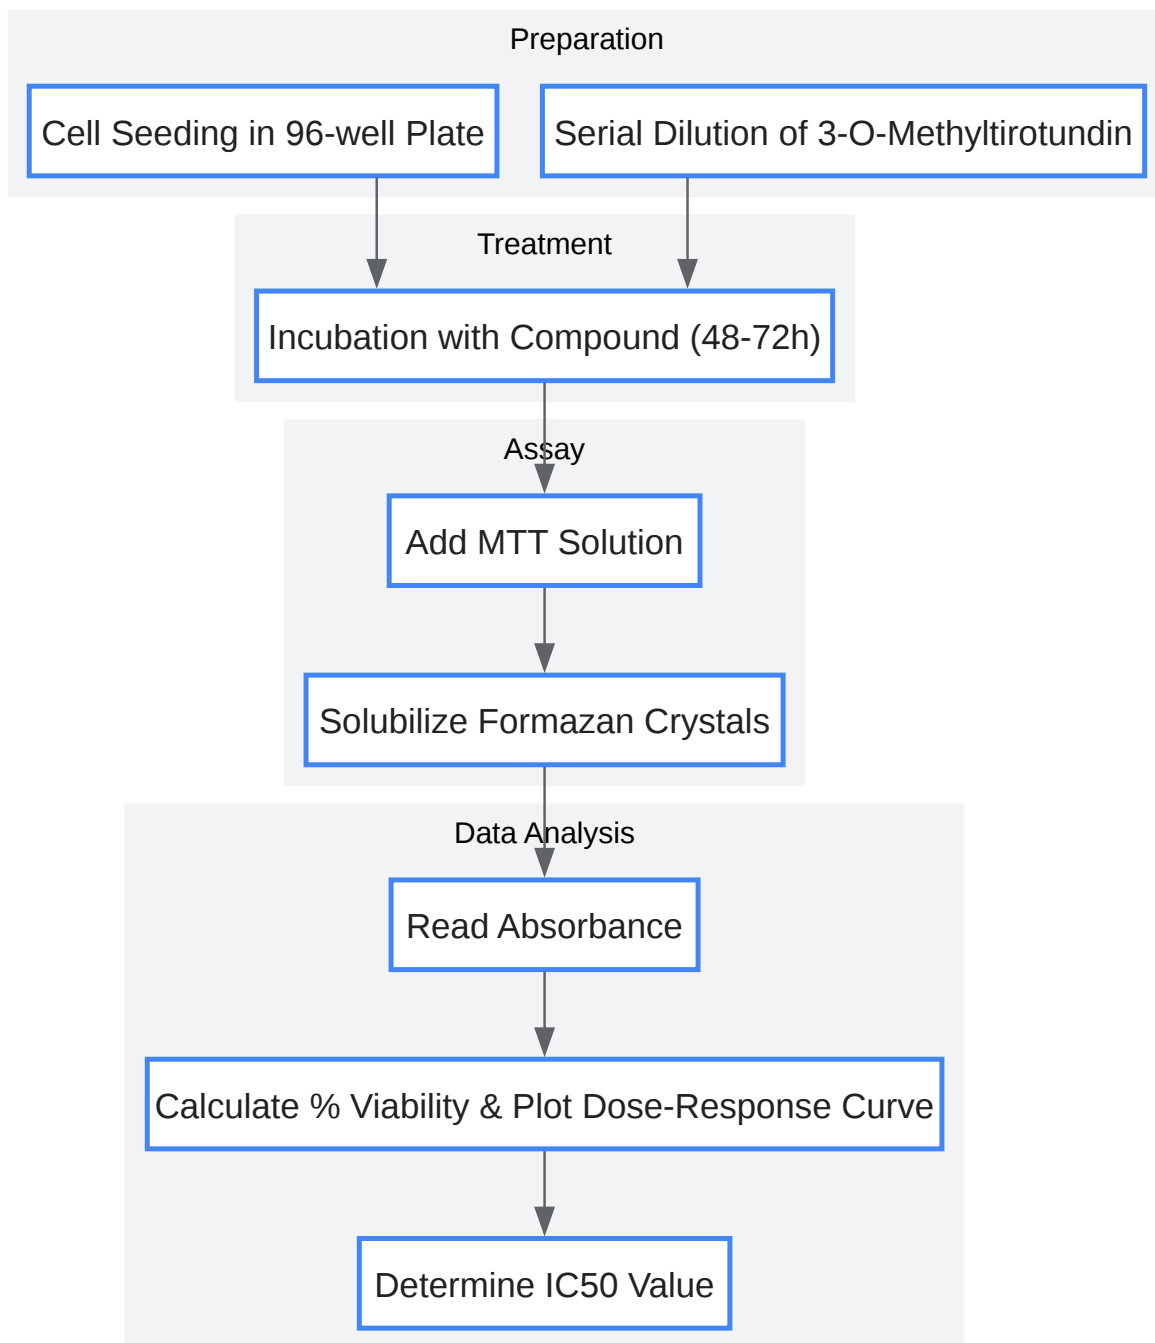 Preparation
Cell Seeding in 96-well Plate
Serial Dilution of 3-O-Methyltirotundin
Treatment
Incubation with Compound (48-72h)
Assay
Add MTT Solution
Solubilize Formazan Crystals
Data Analysis
Read Absorbance
Calculate % Viability & Plot Dose-Response Curve
Determine IC50 Value